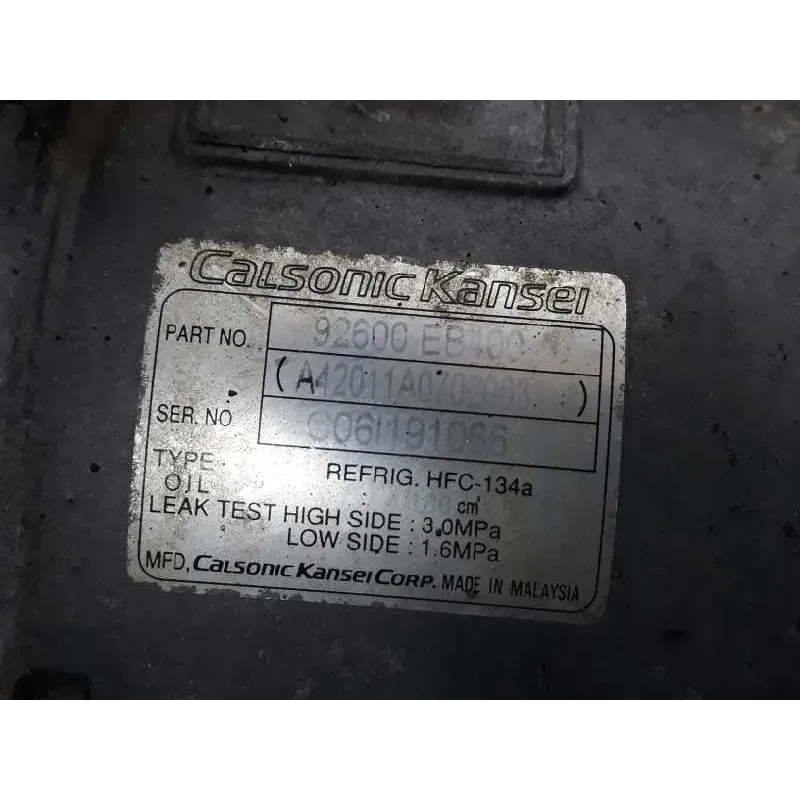 CALSONIC KANSEI
PART NO. 92600 EB400
SER. NO C06I191066
TYPE REFRIG. HFC-134a
OIL cm³
LEAK TEST HIGH SIDE : 3.0MPa
LOW SIDE : 1.6MPa
MFD. CALSONIC KANSEI CORP. MADE IN MALAYSIA